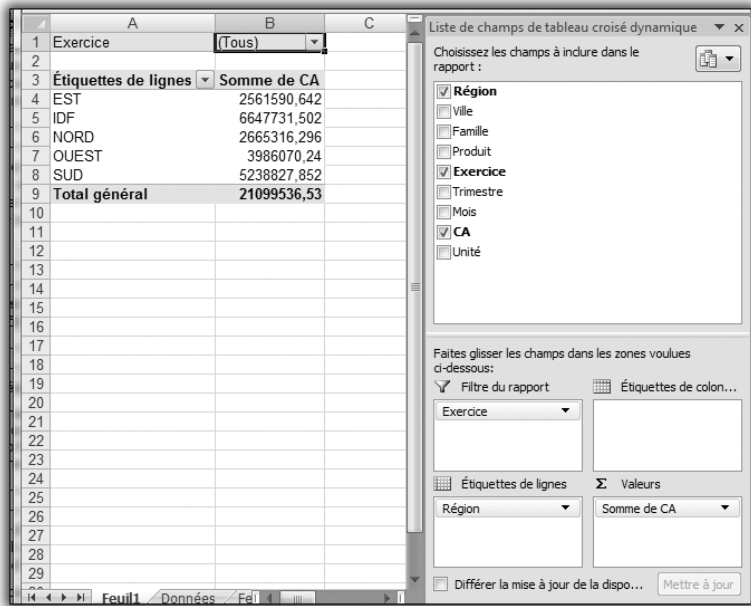 A B C
1 Exercice (Tous)
2
3 Étiquettes de lignes Somme de CA
4 EST 2561590,642
5 IDF 6647731,502
6 NORD 2665316,296
7 OUEST 3986070,24
8 SUD 5238827,852
9 Total général 21099536,53
10
11
12
13
14
15
16
17
18
19
20
21
22
23
24
25
26
27
28
29
Feuil1 Données
Liste de champs de tableau croisé dynamique
Choisissez les champs à inclure dans le
rapport :
Région
Ville
Famille
Produit
Exercice
Trimestre
Mois
CA
Unité
Faites glisser les champs dans les zones voulues
ci-dessous:
Filtre du rapport Étiquettes de colon...
Exercice
Étiquettes de lignes Σ Valeurs
Région Somme de CA
Différer la mise à jour de la dispo... Mettre à jour